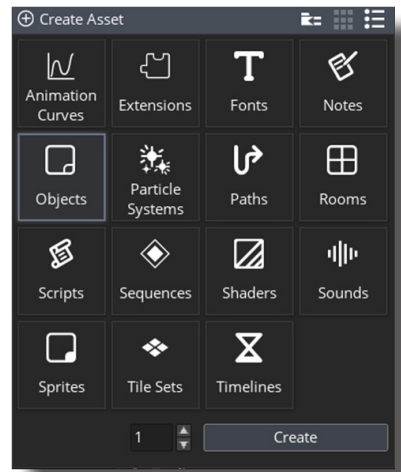 Create Asset
Animation
Curves
Extensions
Fonts
Notes
Objects
Particle
Systems
Paths
Rooms
Scripts
Sequences
Shaders
Sounds
Sprites
Tile Sets
Timelines
1
Create